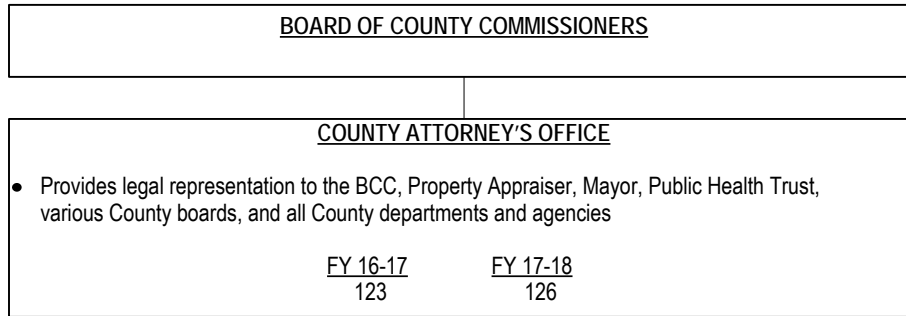 BOARD OF COUNTY COMMISSIONERS
COUNTY ATTORNEY'S OFFICE
● Provides legal representation to the BCC, Property Appraiser, Mayor, Public Health Trust,
various County boards, and all County departments and agencies
FY 16-17 FY 17-18
123 126